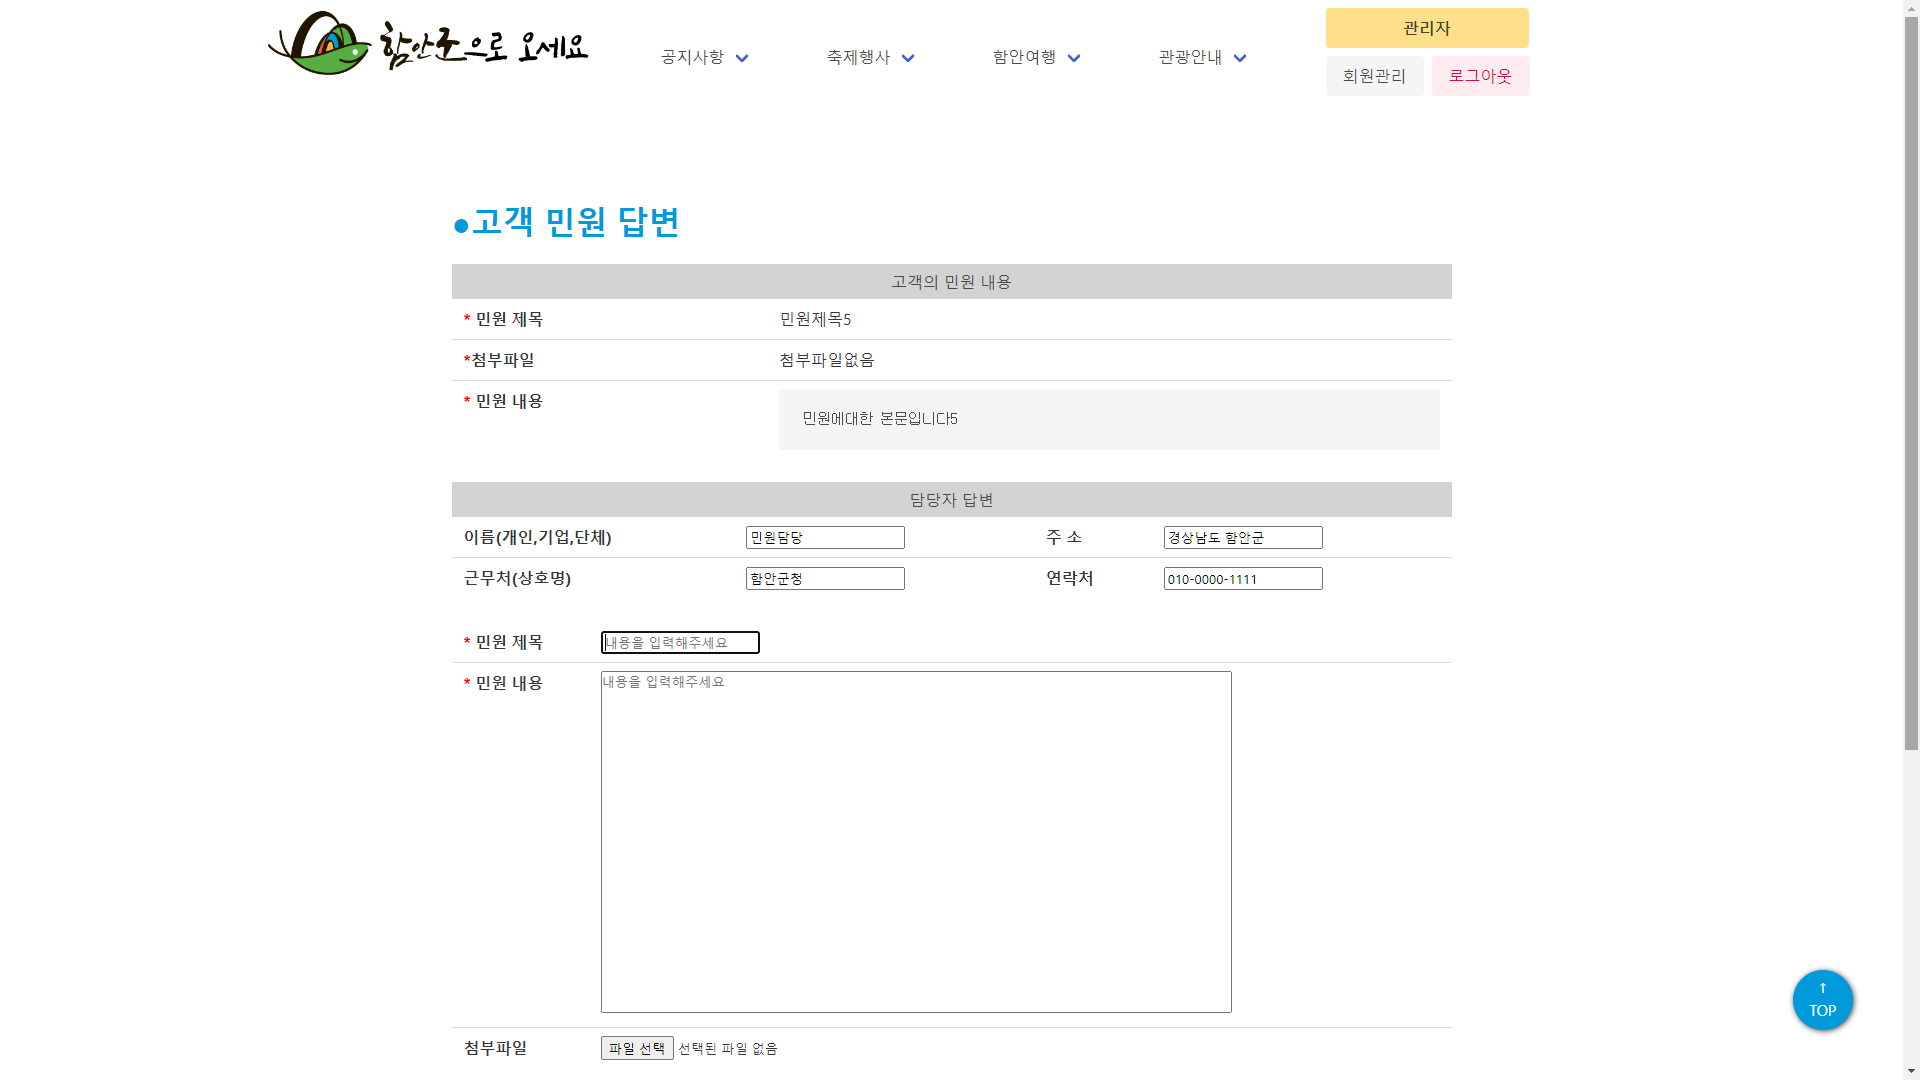 함안군으로 오세요
공지사항
축제행사
함안여행
관광안내
관리자
회원관리
로그아웃
●고객 민원 답변
고객의 민원 내용
* 민원 제목 민원제목5
*첨부파일 첨부파일없음
* 민원 내용 민원에대한 본문입니다5
담당자 답변
이름(개인,기업,단체) 민원담당 주 소 경상남도 함안군
근무처(상호명) 함안군청 연락처 010-0000-1111
* 민원 제목 내용을 입력해주세요
* 민원 내용 내용을 입력해주세요
첨부파일 파일 선택 선택된 파일 없음
↑
TOP